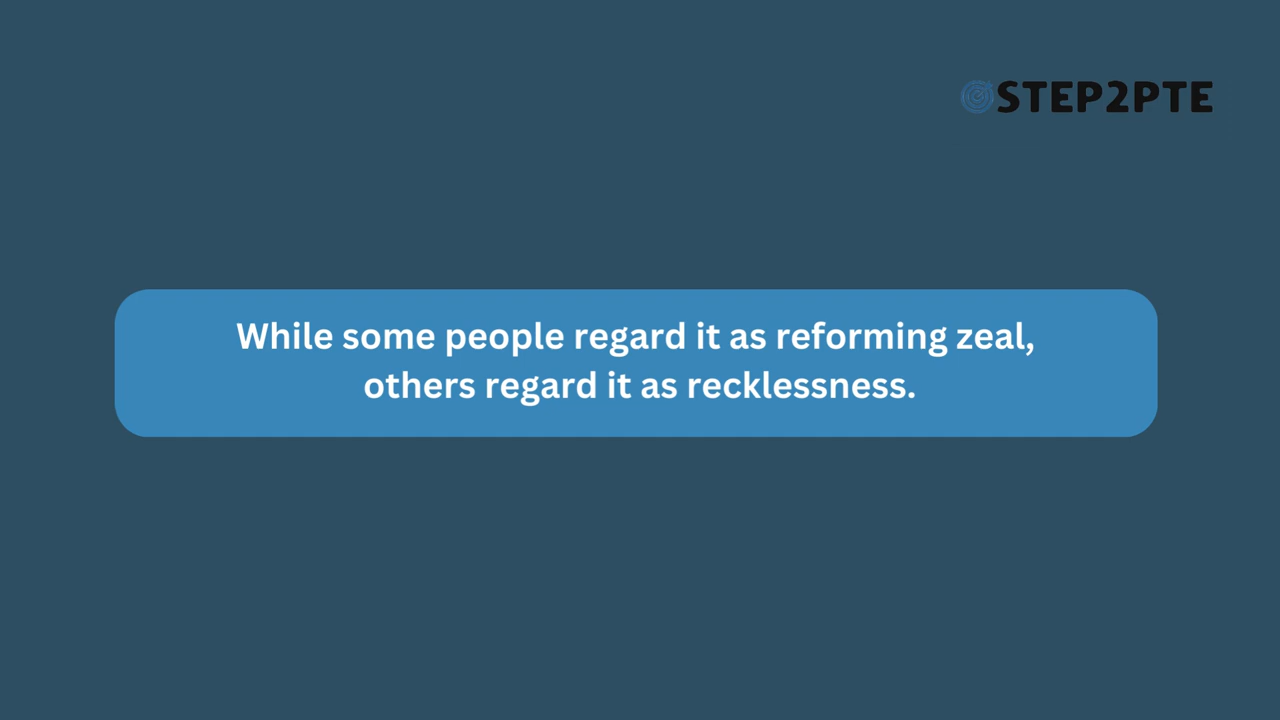 STEP2PTE
While some people regard it as reforming zeal,
others regard it as recklessness.